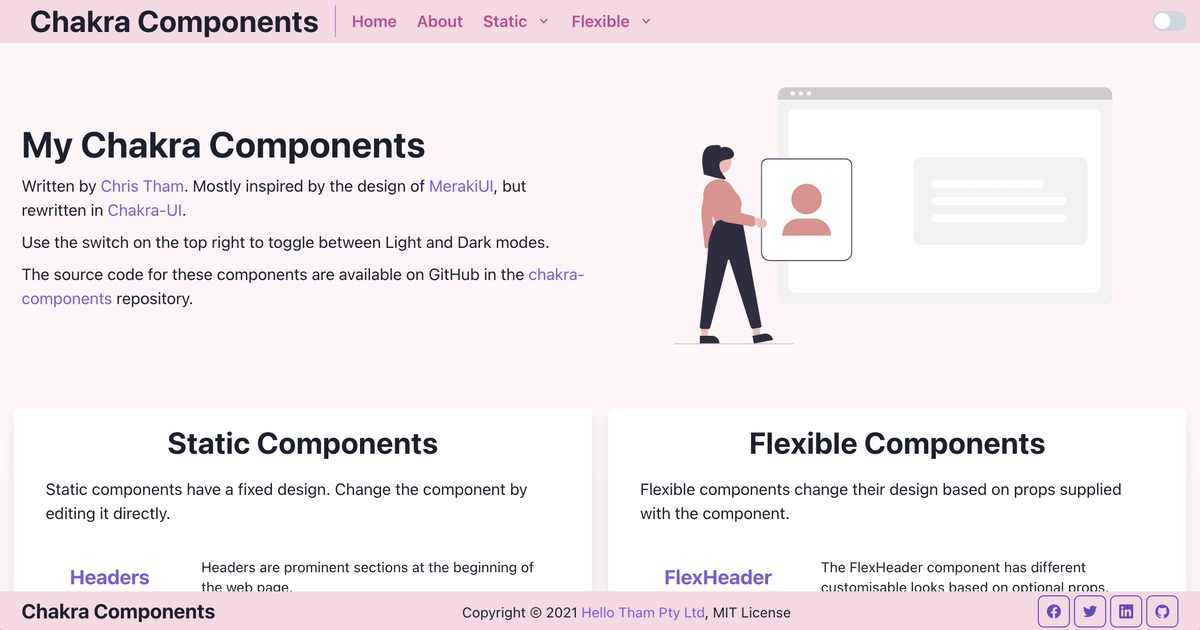 Chakra Components
Home About Static Flexible
My Chakra Components
Written by Chris Tham. Mostly inspired by the design of MerakiUI, but
rewritten in Chakra-UI.
Use the switch on the top right to toggle between Light and Dark modes.
The source code for these components are available on GitHub in the chakra-
components repository.
Static Components
Static components have a fixed design. Change the component by
editing it directly.
Headers
Headers are prominent sections at the beginning of
the web page.
Flexible Components
Flexible components change their design based on props supplied
with the component.
FlexHeader
The FlexHeader component has different
customisable looks based on optional props.
Chakra Components
Copyright © 2021 Hello Tham Pty Ltd, MIT License